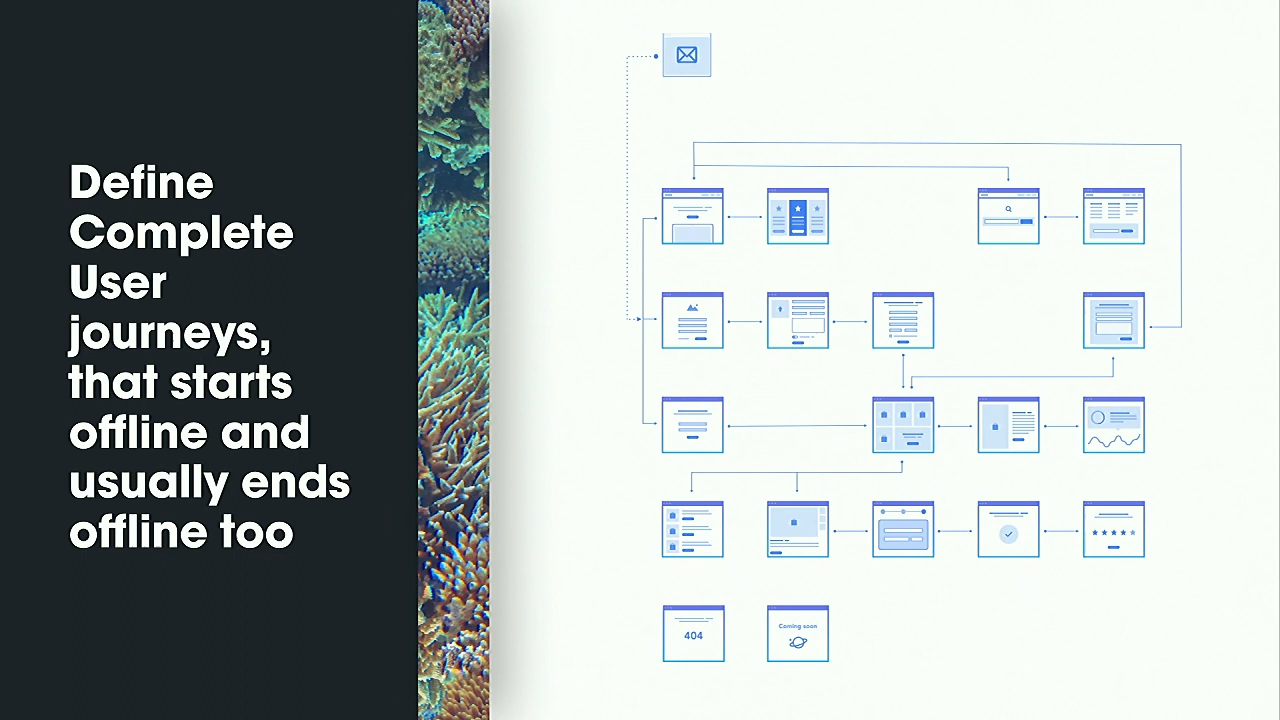 Define
Complete
User
journeys,
that starts
offline and
usually ends
offline too
404
Coming soon